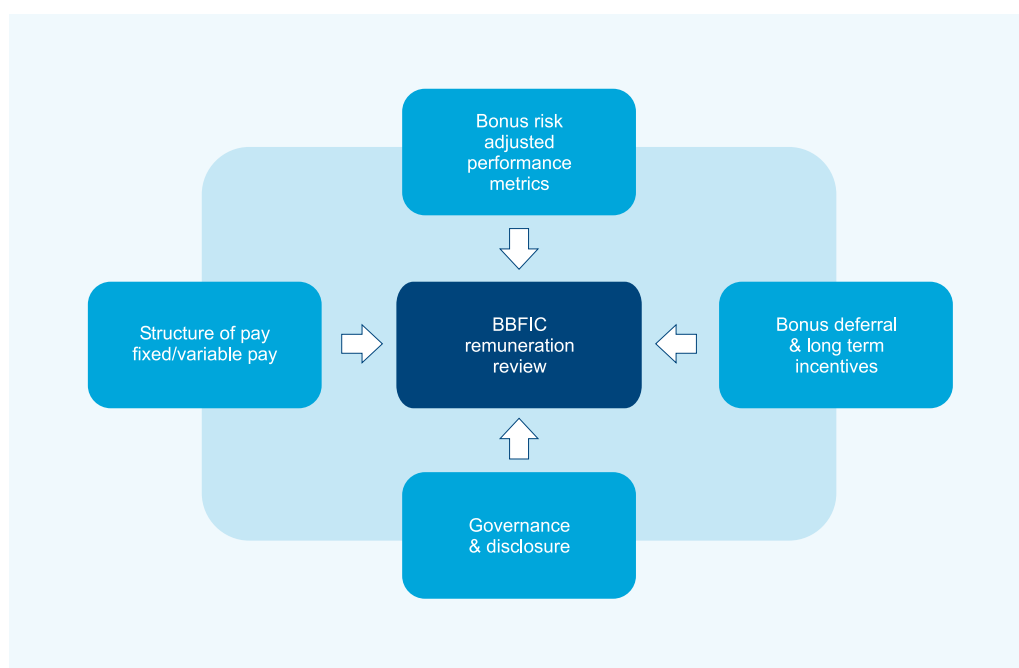 Bonus risk
adjusted
performance
metrics
Structure of pay
fixed/variable pay
BBFIC
remuneration
review
Bonus deferral
& long term
incentives
Governance
& disclosure